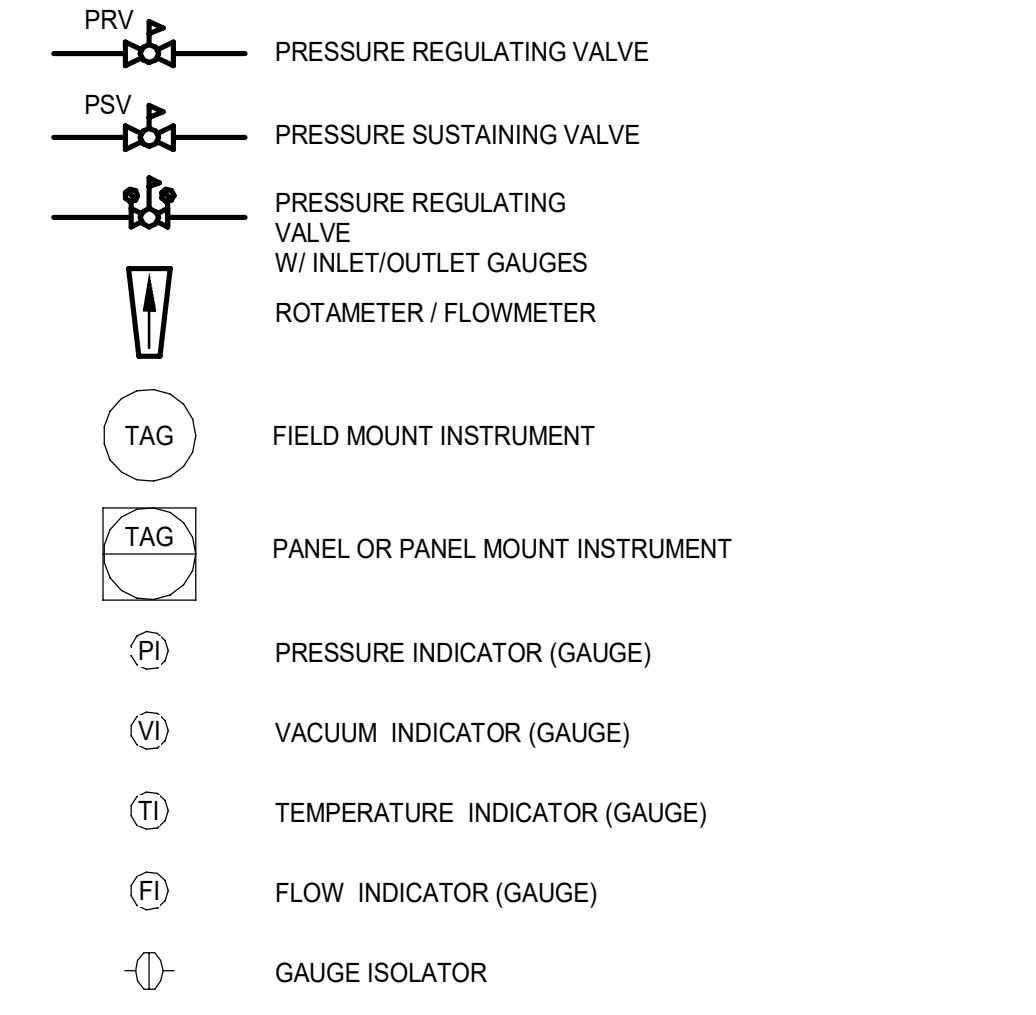 PRV
PRESSURE REGULATING VALVE
PSV
PRESSURE SUSTAINING VALVE
PRESSURE REGULATING
VALVE
W/ INLET/OUTLET GAUGES
ROTAMETER / FLOWMETER
TAG
FIELD MOUNT INSTRUMENT
TAG
PANEL OR PANEL MOUNT INSTRUMENT
PI
PRESSURE INDICATOR (GAUGE)
VI
VACUUM INDICATOR (GAUGE)
TI
TEMPERATURE INDICATOR (GAUGE)
FI
FLOW INDICATOR (GAUGE)
GAUGE ISOLATOR